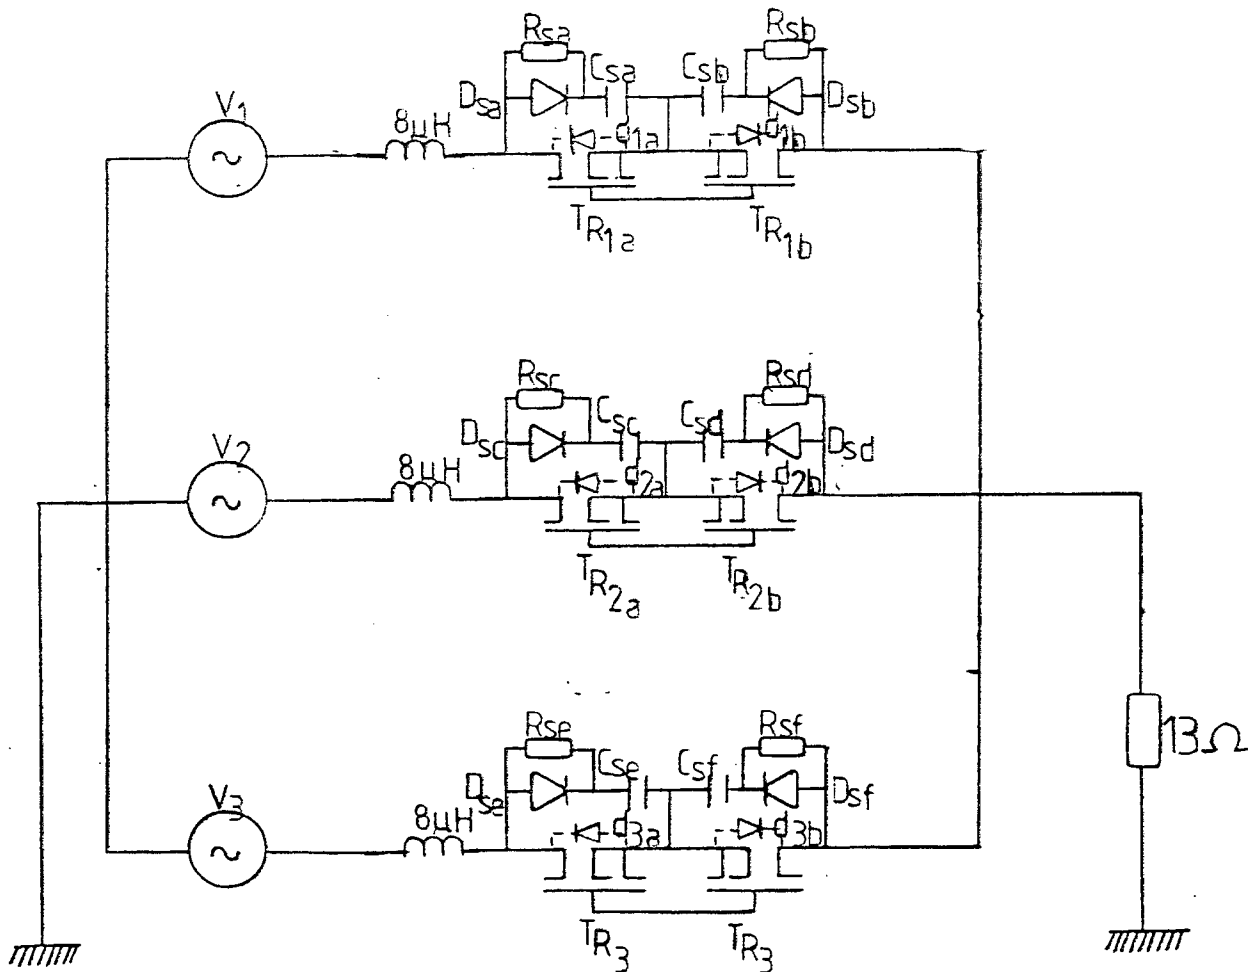 Rsa Rsb
Csa Csb
Dsa Dsb
V1 8μH d1a d1b
TR1a TR1b
Rsc Rsd
Csc Csd
Dsc Dsd
V2 8μH d2a d2b
TR2a TR2b
Rse Rsf
Cse Csf
Dse Dsf
V3 8μH d3a d3b
TR3 TR3
13Ω